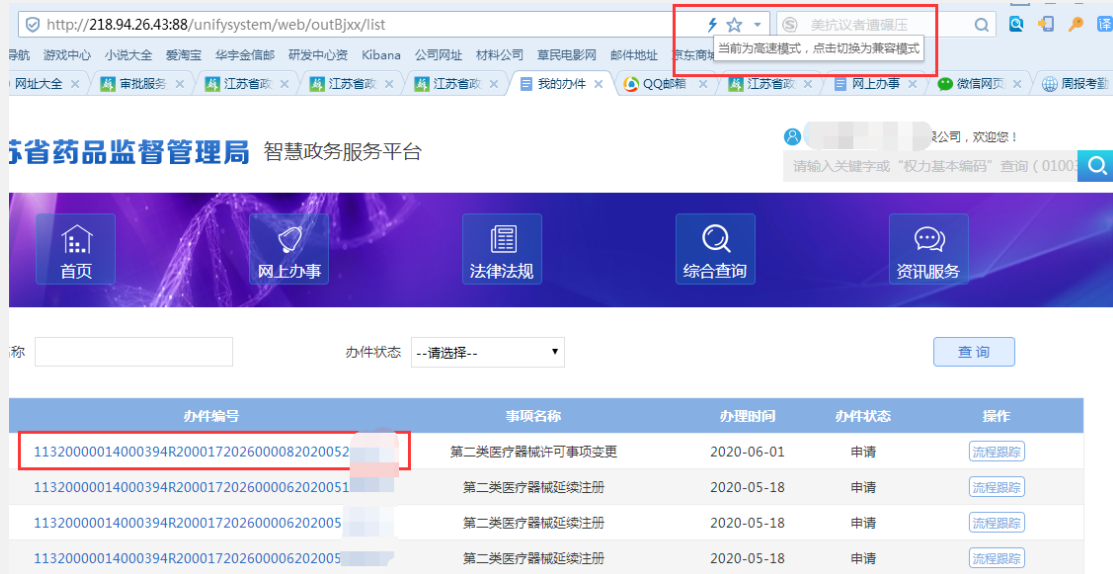 http://218.94.26.43:88/unifysystem/web/outBjxx/list
美抗议者遭碾压
译
当前为高速模式，点击切换为兼容模式
导航 游戏中心 小说大全 爱淘宝 华宇金信邮 研发中心资 Kibana 公司网址 材料公司 草民电影网 邮件地址 京东商城
网址大全 审批服务 江苏省政 江苏省政 江苏省政 我的办件 QQ邮箱 江苏省政 网上办事 微信网页 周报考勤
苏省药品监督管理局 智慧政务服务平台
限公司，欢迎您！
请输入关键字或“权力基本编码”查询（01003
首页 网上办事 法律法规 综合查询 资讯服务
称 办件状态 --请选择-- 查 询
办件编号 事项名称 办理时间 办件状态 操作
11320000014000394R2000172026000082020052 第二类医疗器械许可事项变更 2020-06-01 申请 流程跟踪
11320000014000394R2000172026000062020051 第二类医疗器械延续注册 2020-05-18 申请 流程跟踪
11320000014000394R200017202600006202005 第二类医疗器械延续注册 2020-05-18 申请 流程跟踪
11320000014000394R200017202600006202005 第二类医疗器械延续注册 2020-05-18 申请 流程跟踪